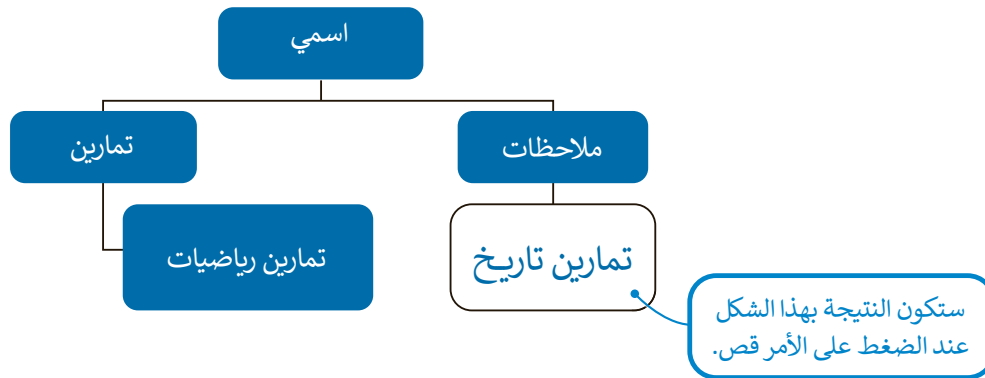 اسمي
ملاحظات
تمارين
تمارين تاريخ
تمارين رياضيات
ستكون النتيجة بهذا الشكل
عند الضغط على الأمر قص.